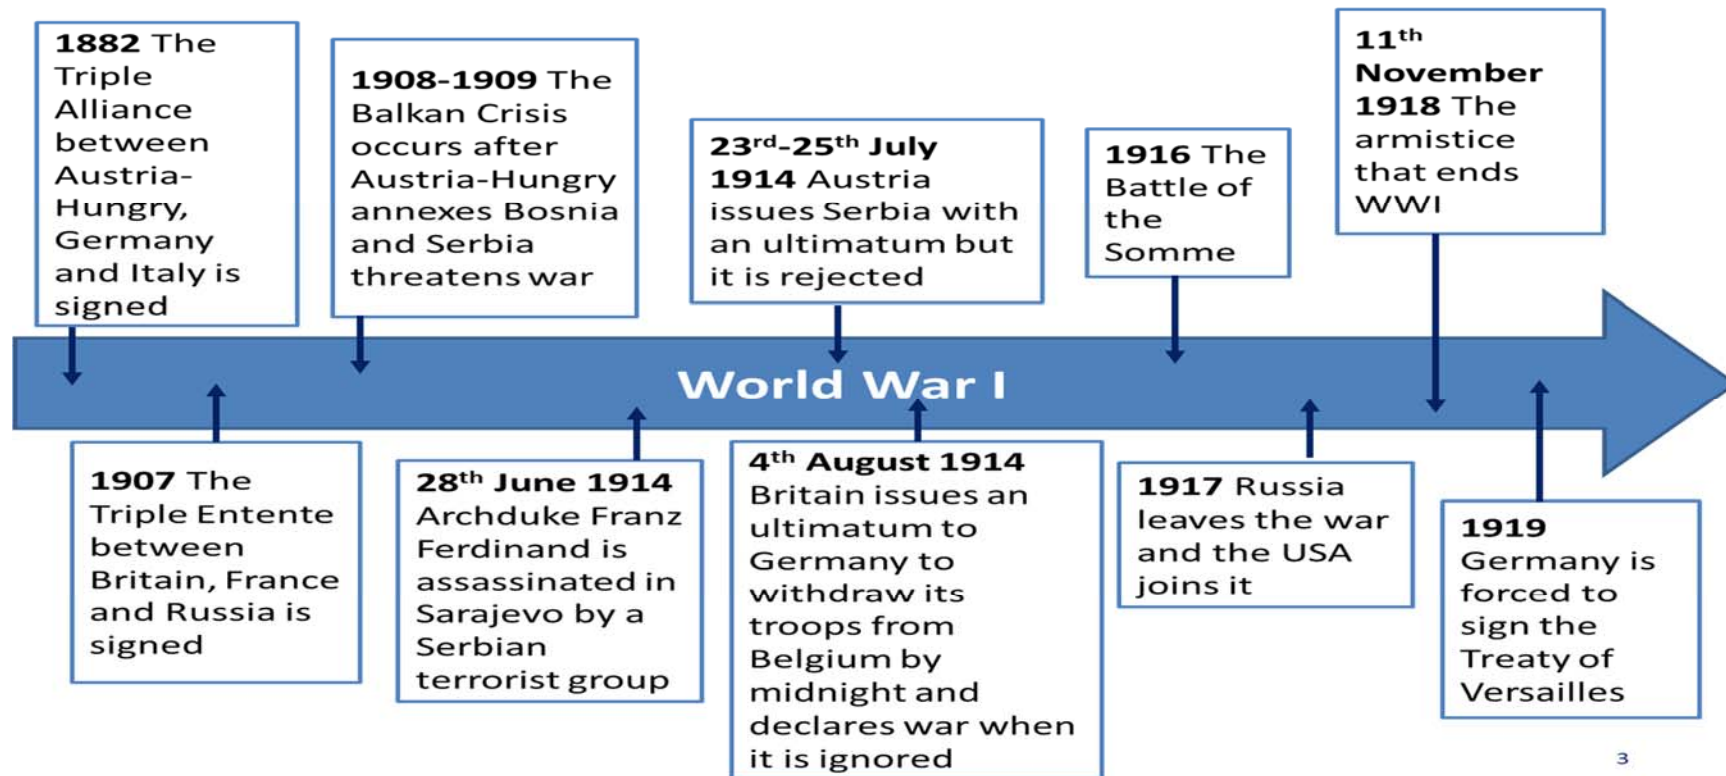 1882 The
Triple
Alliance
between
Austria-
Hungry,
Germany
and Italy is
signed
1908-1909 The
Balkan Crisis
occurs after
Austria-Hungry
annexes Bosnia
and Serbia
threatens war
23rd-25th July
1914 Austria
issues Serbia with
an ultimatum but
it is rejected
1916 The
Battle of
the
Somme
11th
November
1918 The
armistice
that ends
WWI
World War I
1907 The
Triple Entente
between
Britain, France
and Russia is
signed
28th June 1914
Archduke Franz
Ferdinand is
assassinated in
Sarajevo by a
Serbian
terrorist group
4th August 1914
Britain issues an
ultimatum to
Germany to
withdraw its
troops from
Belgium by
midnight and
declares war when
it is ignored
1917 Russia
leaves the war
and the USA
joins it
1919
Germany is
forced to
sign the
Treaty of
Versailles
3